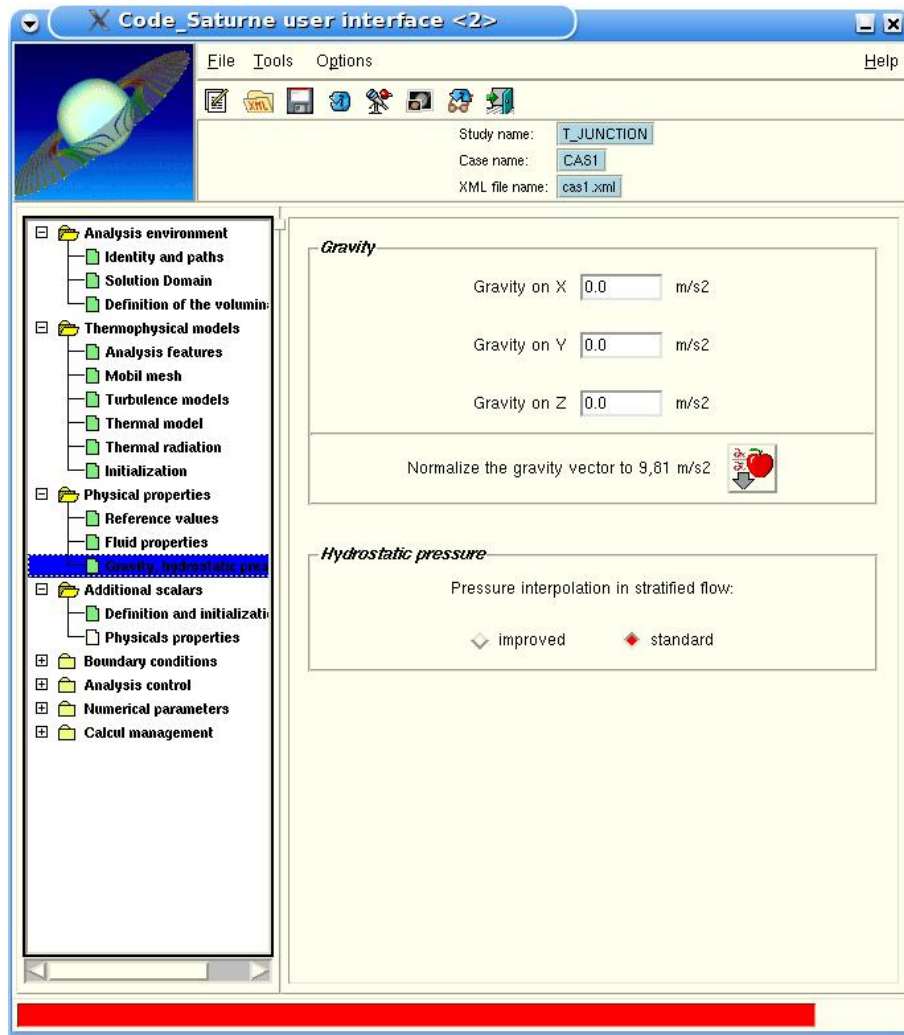 Code_Saturne user interface <2>
File Tools Options Help
XML
Study name: T_JUNCTION
Case name: CAS1
XML file name: cas1.xml
Analysis environment
Identity and paths
Solution Domain
Definition of the volumin
Thermophysical models
Analysis features
Mobil mesh
Turbulence models
Thermal model
Thermal radiation
Initialization
Physical properties
Reference values
Fluid properties
Gravity, hydrostatic pres
Additional scalars
Definition and initializati
Physicals properties
Boundary conditions
Analysis control
Numerical parameters
Calcul management
Gravity
Gravity on X 0.0 m/s2
Gravity on Y 0.0 m/s2
Gravity on Z 0.0 m/s2
Normalize the gravity vector to 9,81 m/s2
Hydrostatic pressure
Pressure interpolation in stratified flow:
improved standard